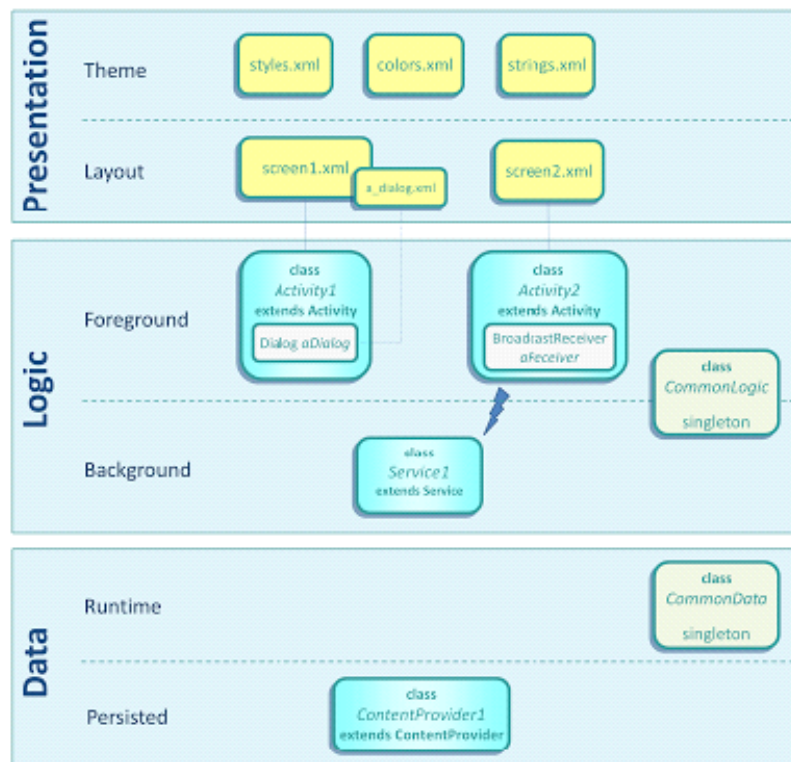 Presentation
Theme
styles.xml
colors.xml
strings.xml
Layout
screen1.xml
a_dialog.xml
screen2.xml
Logic
Foreground
class
Activity1
extends Activity
Dialog aDialog
class
Activity2
extends Activity
BroadcastReceiver
aReceiver
class
CommonLogic
singleton
Background
class
Service1
extends Service
Data
Runtime
class
CommonData
singleton
Persisted
class
ContentProvider1
extends ContentProvider